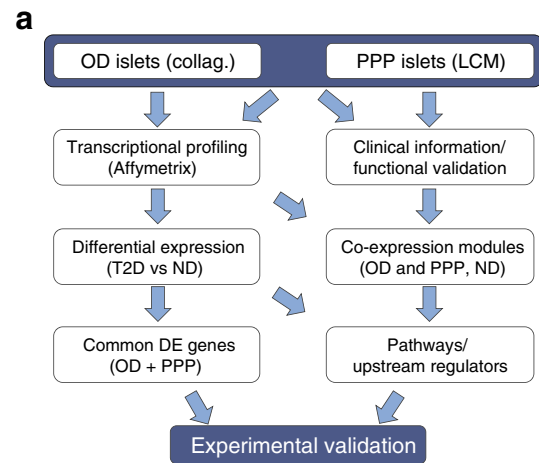 a
OD islets (collag.)
PPP islets (LCM)
Transcriptional profiling
(Affymetrix)
Clinical information/
functional validation
Differential expression
(T2D vs ND)
Co-expression modules
(OD and PPP, ND)
Common DE genes
(OD + PPP)
Pathways/
upstream regulators
Experimental validation